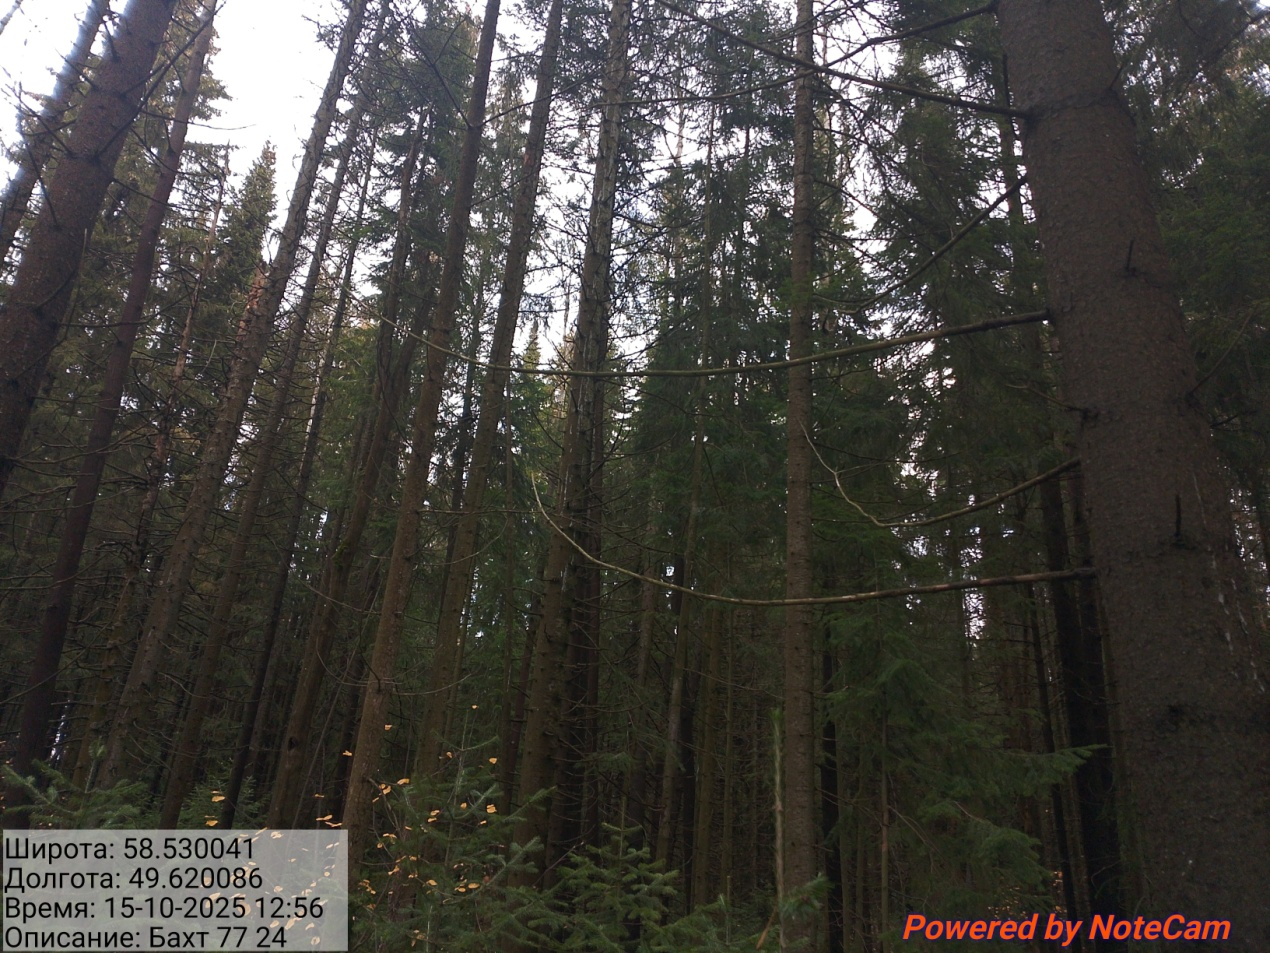 Широта: 58.530041
Долгота: 49.620086
Время: 15-10-2025 12:56
Описание: Бахт 77 24
Powered by NoteCam